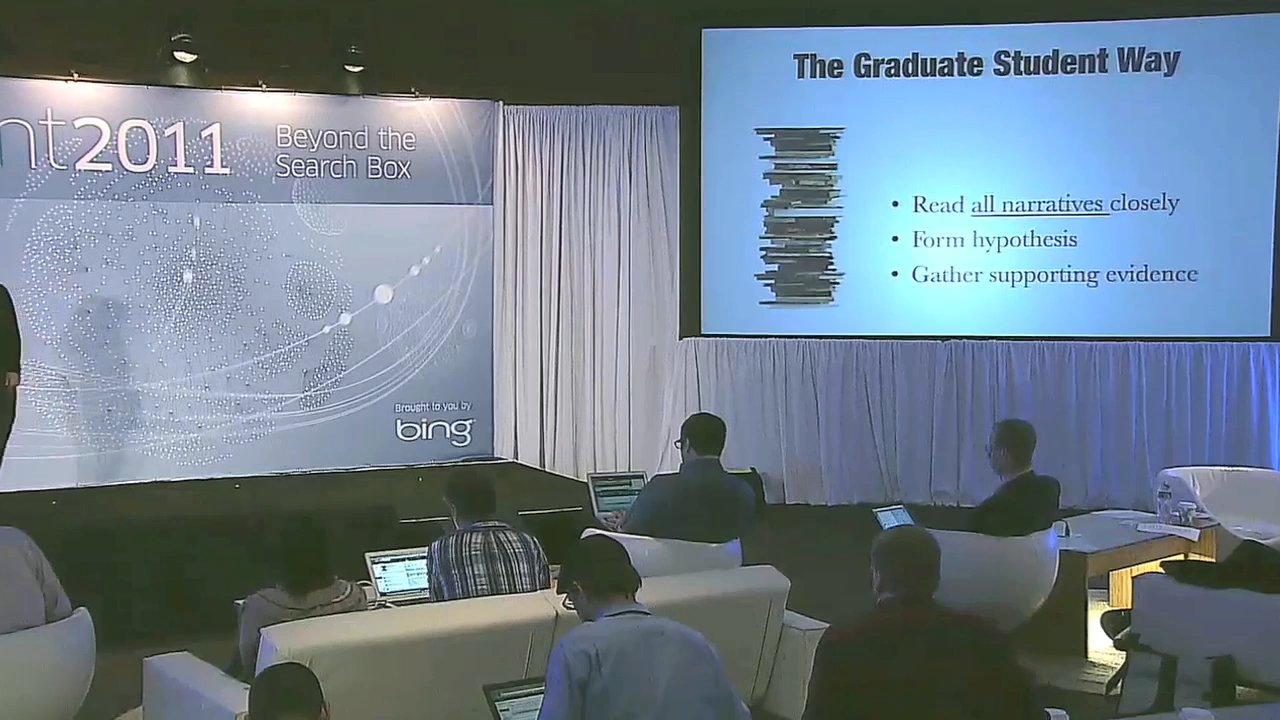 nt2011
Beyond the
Search Box
Brought to you by
bing
The Graduate Student Way
• Read all narratives closely
• Form hypothesis
• Gather supporting evidence